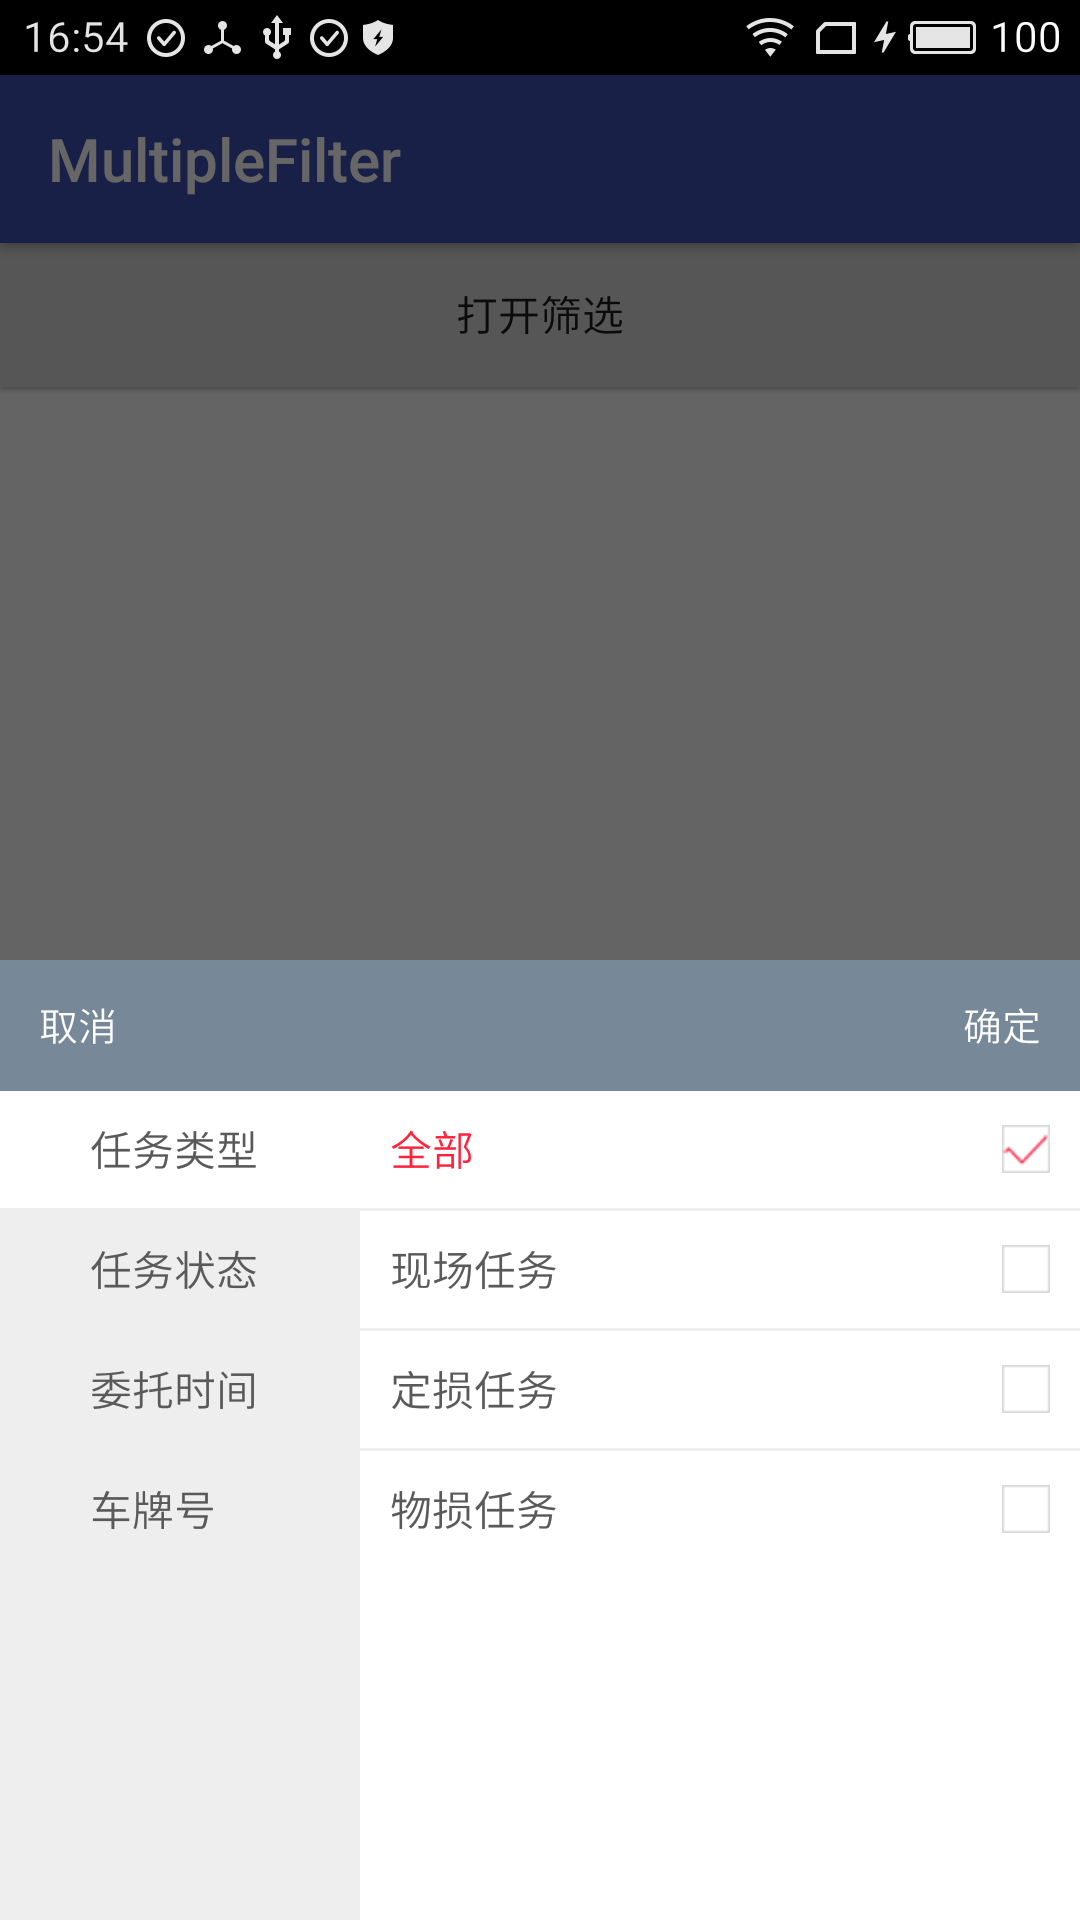 16:54 100
MultipleFilter
打开筛选
取消 确定
任务类型 全部
任务状态 现场任务
委托时间 定损任务
车牌号 物损任务